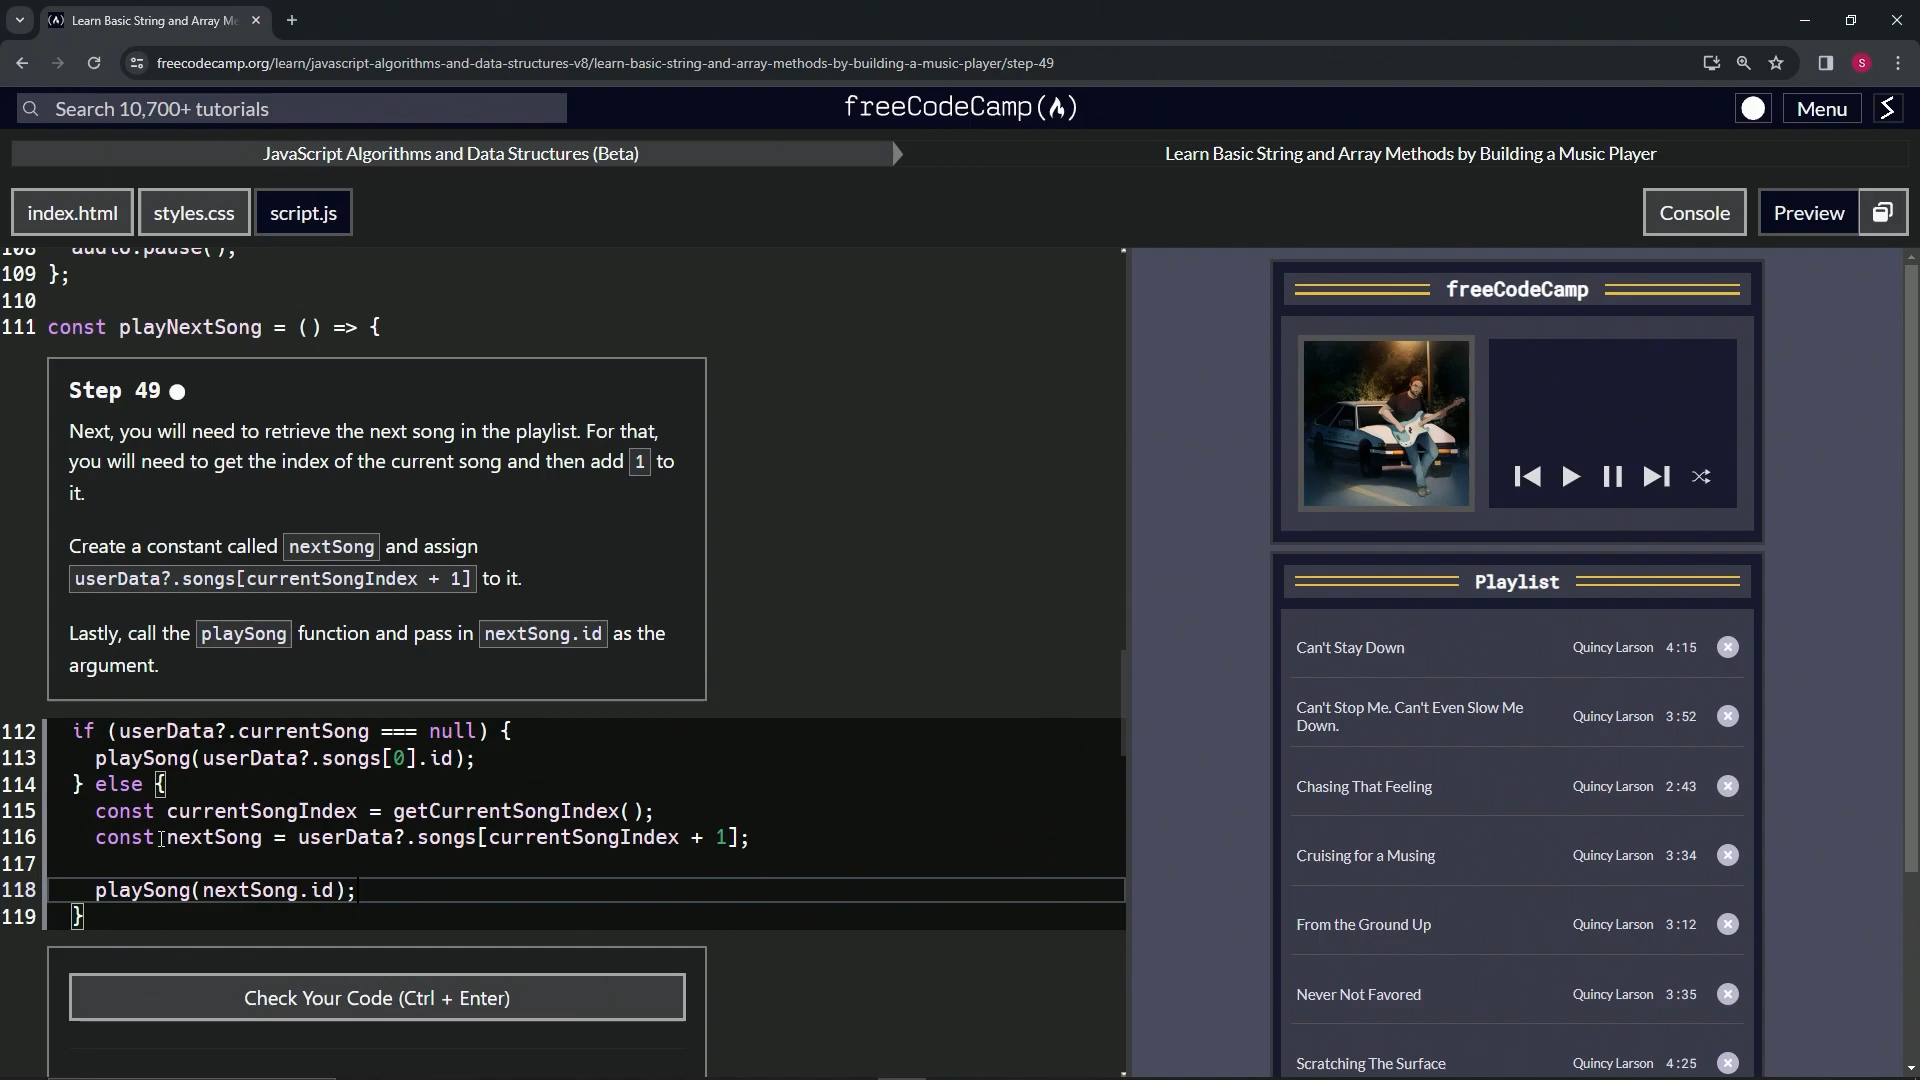 Learn Basic String and Array Me
freecodecamp.org/learn/javascript-algorithms-and-data-structures-v8/learn-basic-string-and-array-methods-by-building-a-music-player/step-49
S
Search 10,700+ tutorials
freeCodeCamp
Menu
JavaScript Algorithms and Data Structures (Beta)
Learn Basic String and Array Methods by Building a Music Player
index.html
styles.css
script.js
Console
Preview
108 audio.pause();
109 };
110
111 const playNextSong = () => {
Step 49
Next, you will need to retrieve the next song in the playlist. For that,
you will need to get the index of the current song and then add 1 to
it.
Create a constant called nextSong and assign
userData?.songs[currentSongIndex + 1] to it.
Lastly, call the playSong function and pass in nextSong.id as the
argument.
112 if (userData?.currentSong === null) {
113 playSong(userData?.songs[0].id);
114 } else {
115 const currentSongIndex = getCurrentSongIndex();
116 const nextSong = userData?.songs[currentSongIndex + 1];
117
118 playSong(nextSong.id);
119 }
Check Your Code (Ctrl + Enter)
freeCodeCamp
Playlist
Can't Stay Down Quincy Larson 4:15
Can't Stop Me. Can't Even Slow Me
Down. Quincy Larson 3:52
Chasing That Feeling Quincy Larson 2:43
Cruising for a Musing Quincy Larson 3:34
From the Ground Up Quincy Larson 3:12
Never Not Favored Quincy Larson 3:35
Scratching The Surface Quincy Larson 4:25